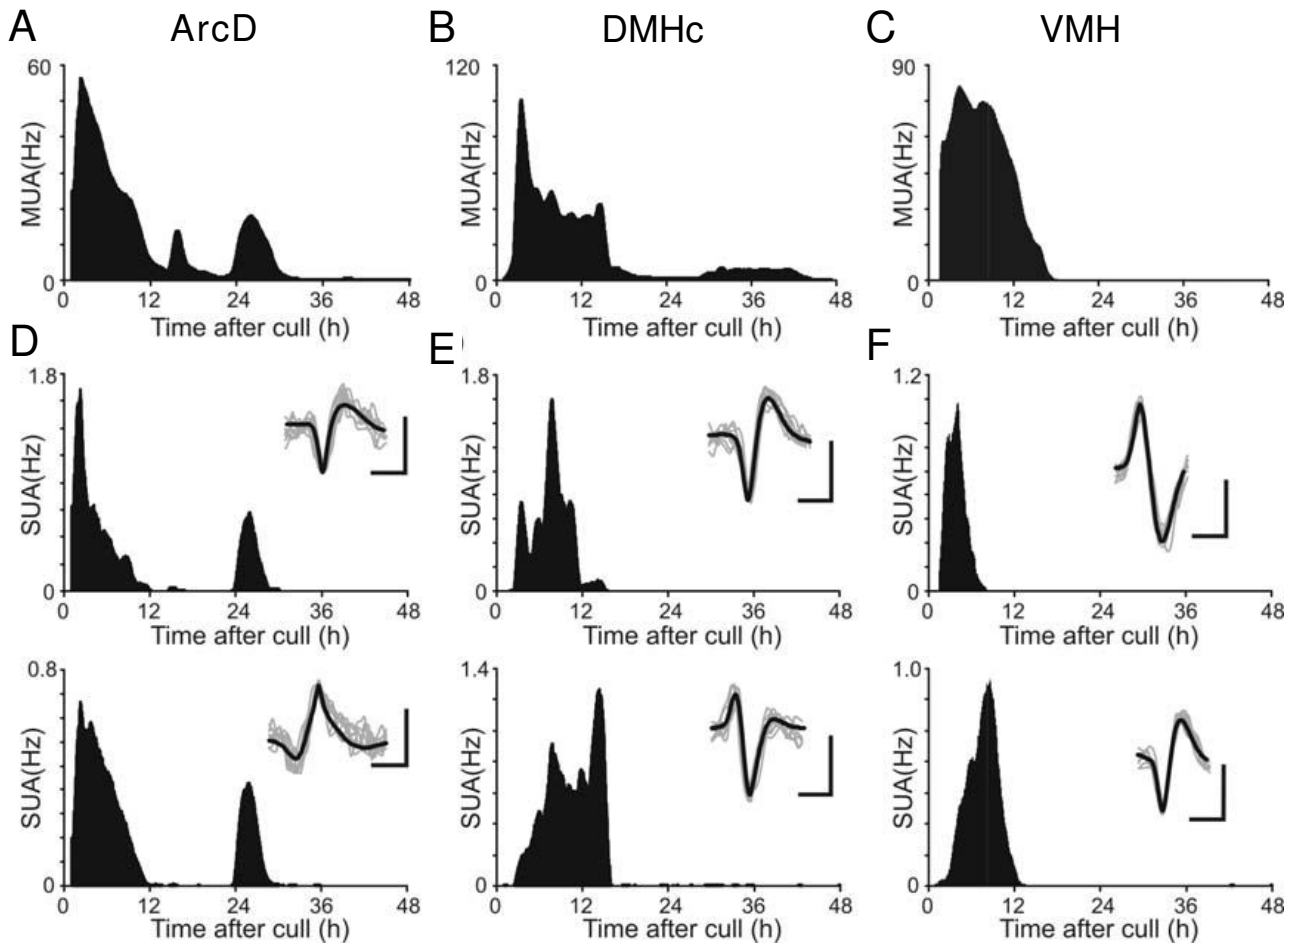 A ArcD B DMHc C VMH
60 120 90
MUA(Hz) MUA(Hz) MUA(Hz)
0 0 0
0 12 24 36 48 0 12 24 36 48 0 12 24 36 48
Time after cull (h) Time after cull (h) Time after cull (h)
D E F
1.8 1.8 1.2
SUA(Hz) SUA(Hz) SUA(Hz)
0 0 0
0 12 24 36 48 0 12 24 36 48 0 12 24 36 48
Time after cull (h) Time after cull (h) Time after cull (h)
0.8 1.4 1.0
SUA(Hz) SUA(Hz) SUA(Hz)
0 0 0
0 12 24 36 48 0 12 24 36 48 0 12 24 36 48
Time after cull (h) Time after cull (h) Time after cull (h)